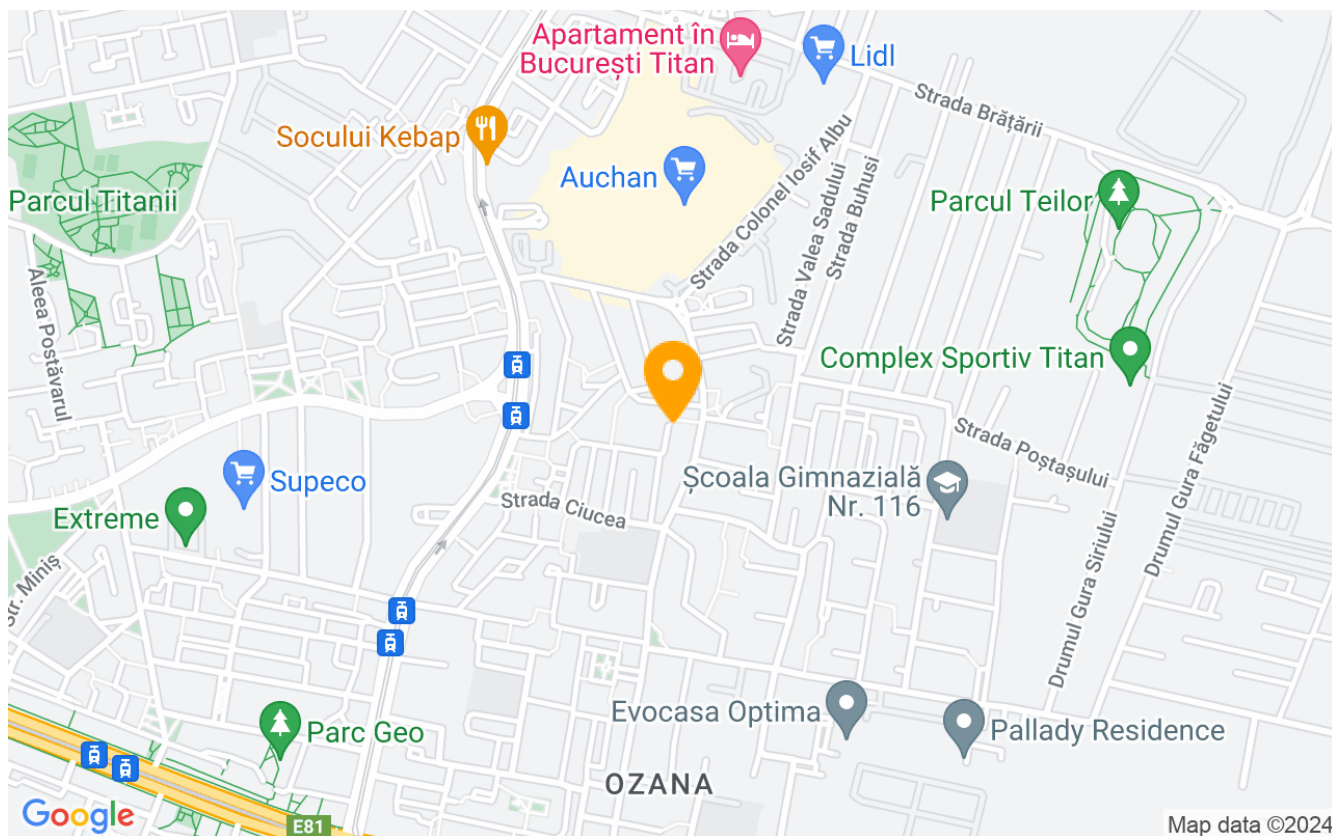 Apartament în
București Titan
Lidl
Strada Brățării
Soculului Kebap
Auchan
Strada Colonel Iosif Albu
Parcul Titanii
Parcul Teilor
Strada Valea Sadului
Strada Buhusi
Aleea Postăvarul
Complex Sportiv Titan
Strada Poștașului
Drumul Gura Făgetului
Supeco
Școala Gimnazială
Nr. 116
Strada Ciucea
Extreme
Drumul Gura Siriului
Str. Miniș
Evocasa Optima
Parc Geo
Pallady Residence
OZANA
Google
E81
Map data ©2024